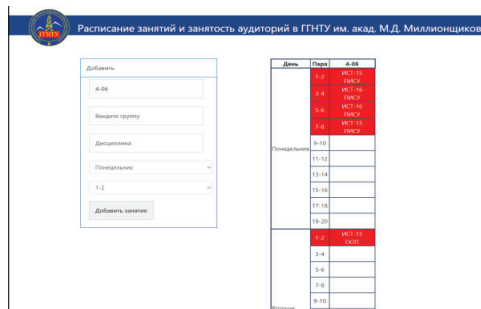 ГГНТУ
Расписание занятий и занятость аудиторий в ГГНТУ им. акад. М.Д. Миллионщиков
Добавить
4-06
Введите группу
Дисциплина
Понедельник
1-2
Добавить занятие
День Пара 4-06
Понедельник
1-2 ИСТ-15 ПИСУ
3-4 ИСТ-16 ПИСУ
5-6 ИСТ-16 ПИСУ
7-8 ИСТ-15 ПИСУ
9-10
11-12
13-14
15-16
17-18
19-20
Вторник
1-2 ИСТ-15 ООП
3-4
5-6
7-8
9-10